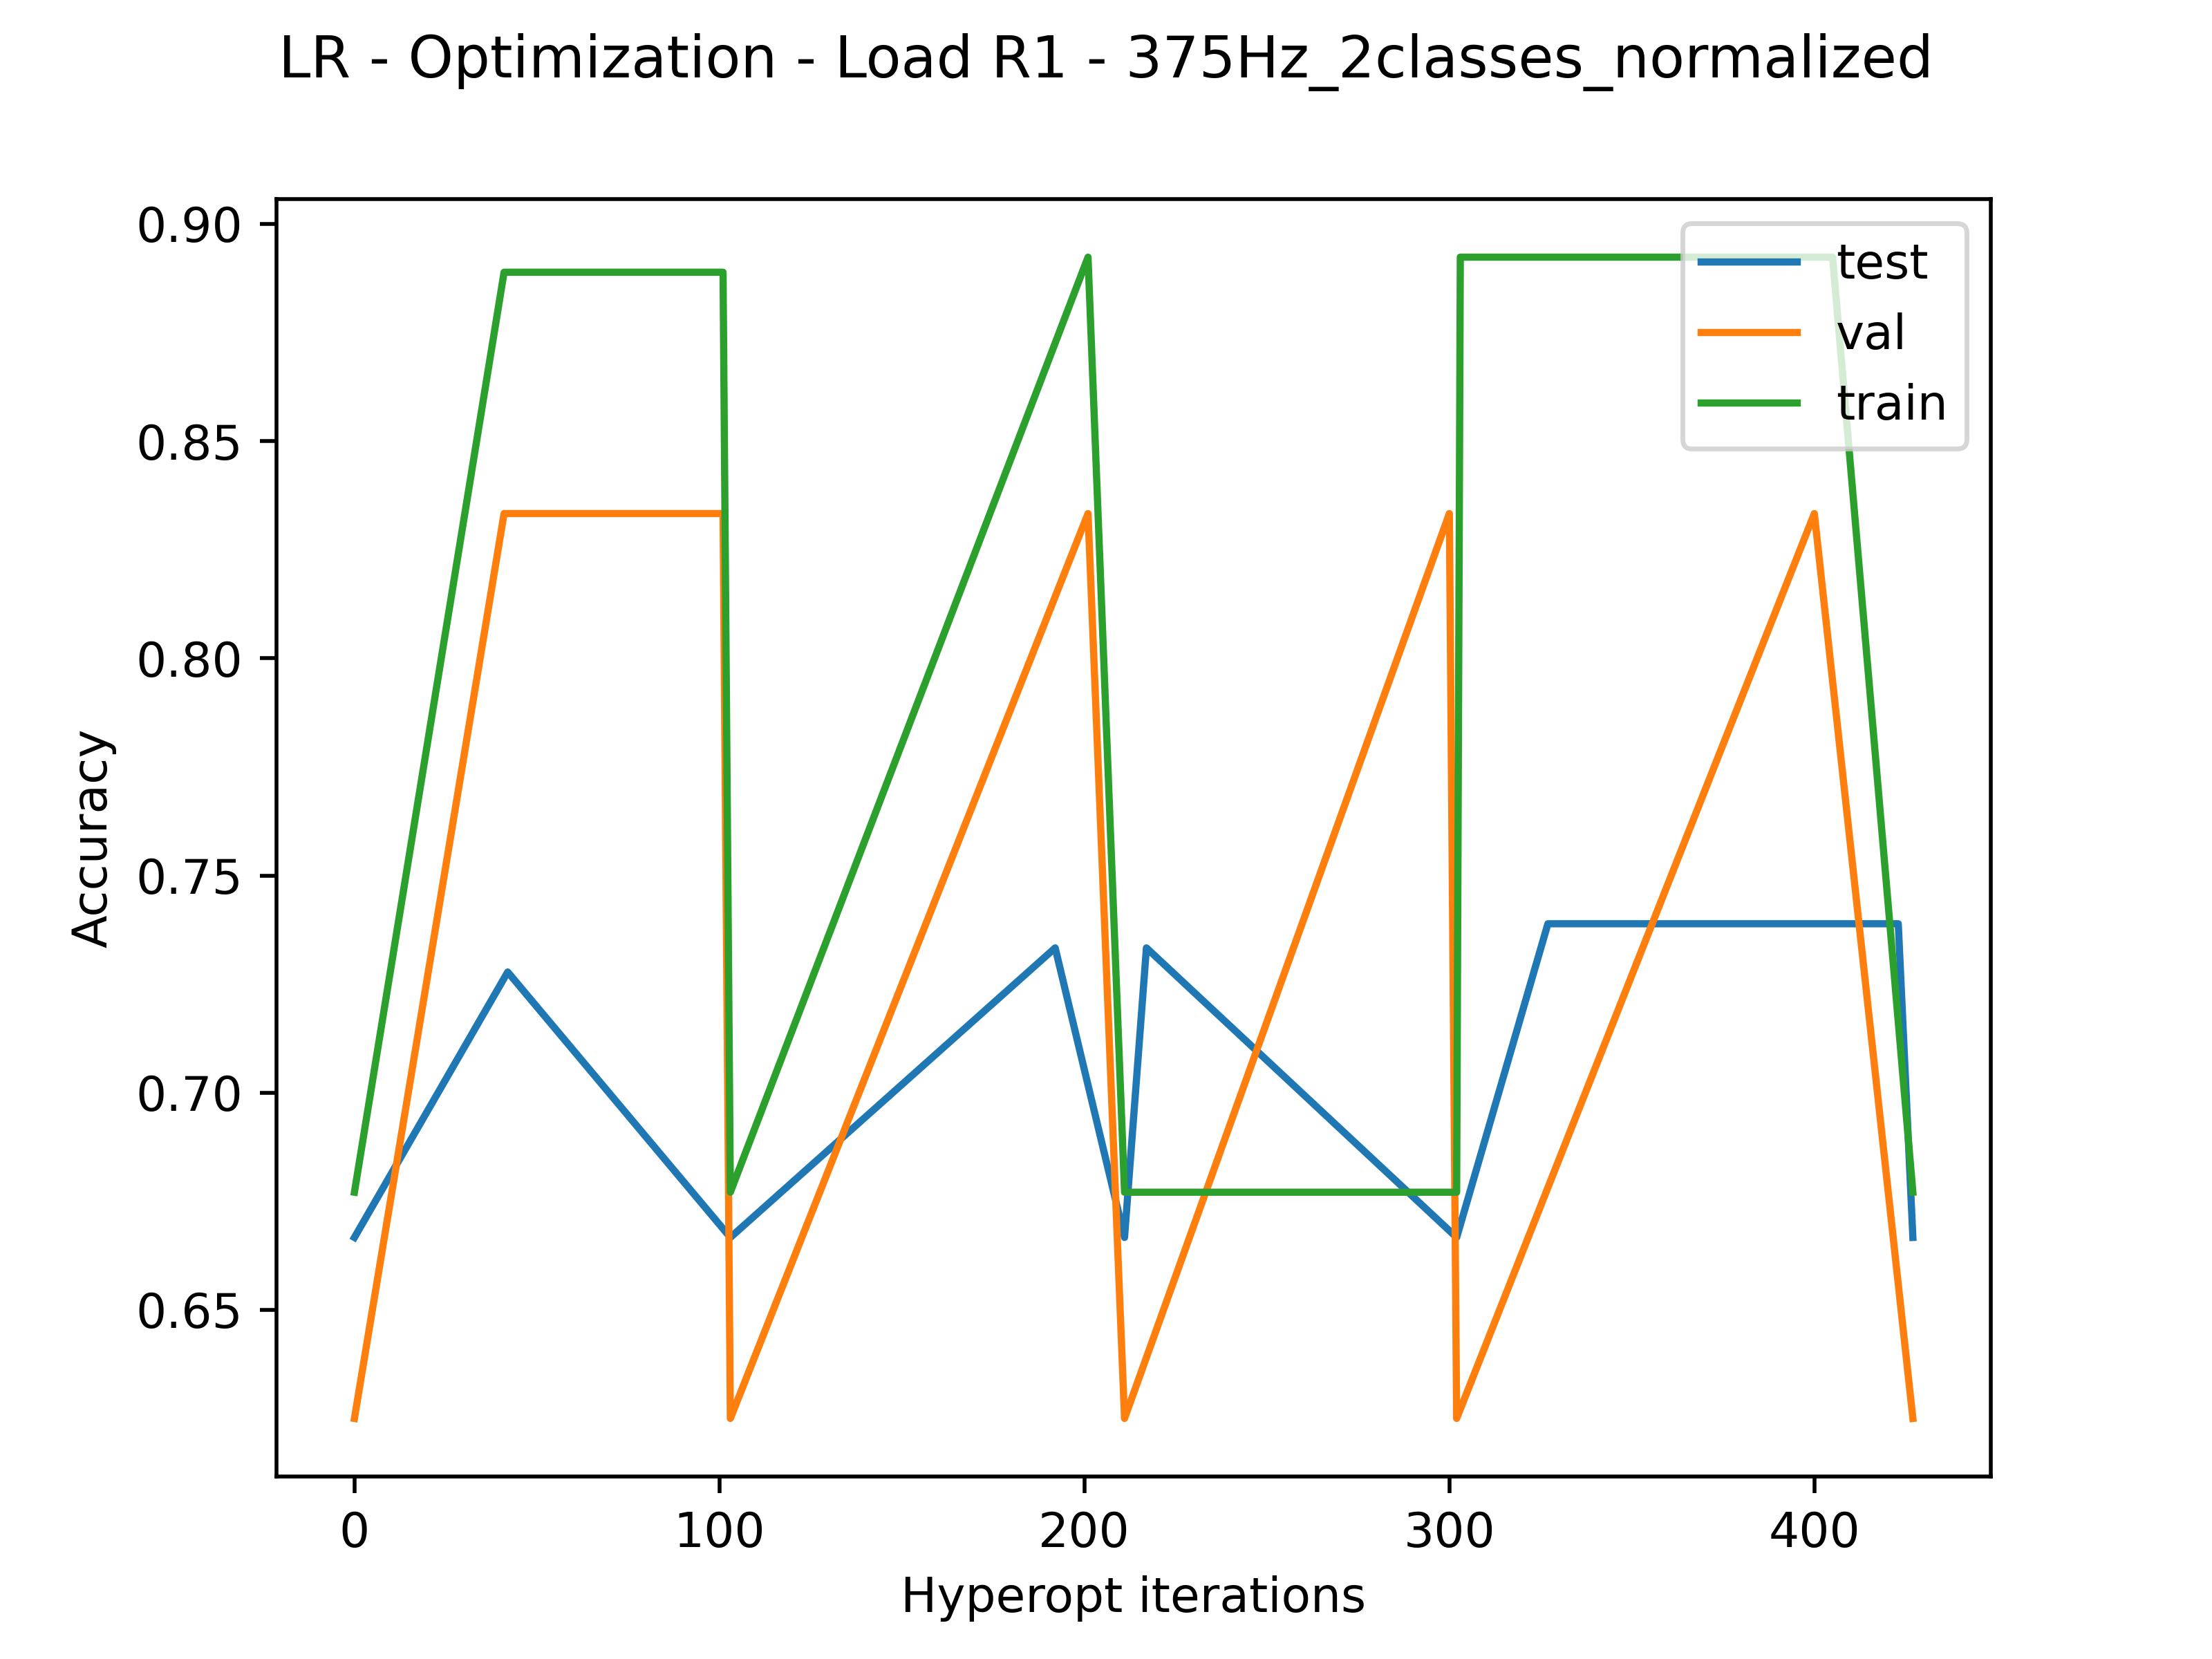 LR - Optimization - Load R1 - 375Hz_2classes_normalized
0.90
0.85
0.80
0.75
0.70
0.65
Accuracy
test
val
train
0 100 200 300 400
Hyperopt iterations